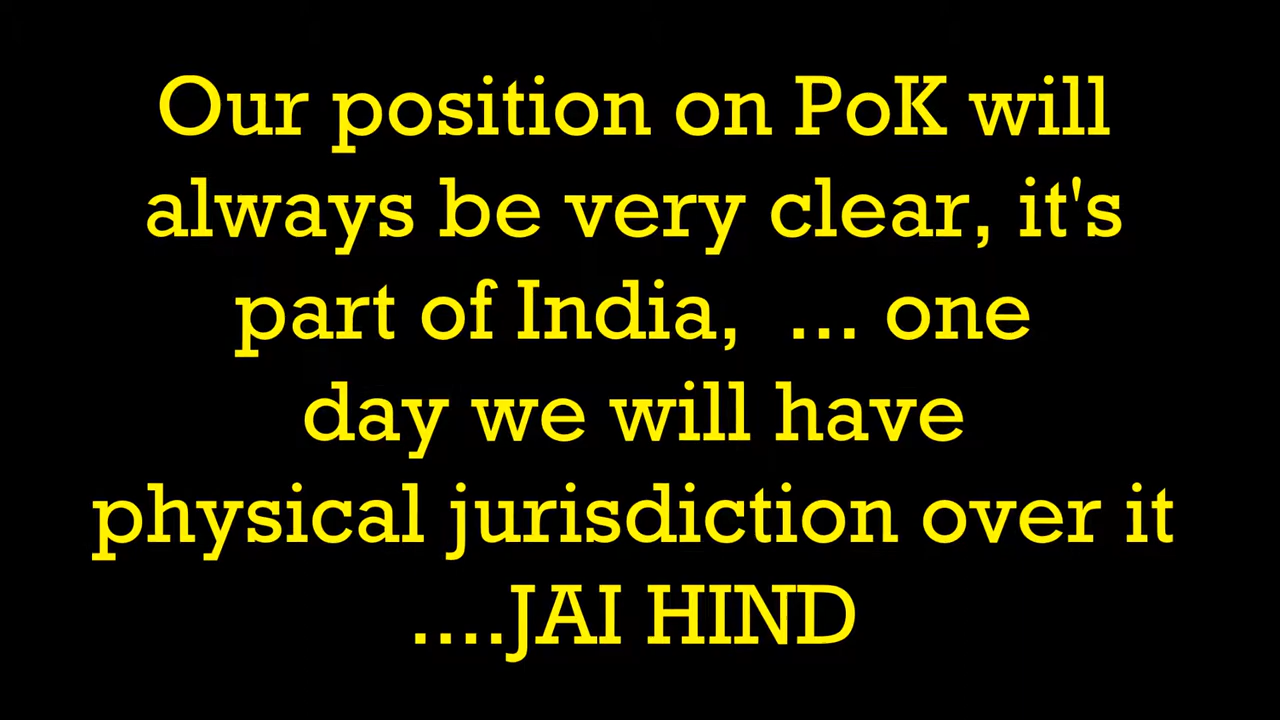 Our position on PoK will
always be very clear, it's
part of India,  ... one
day we will have
physical jurisdiction over it
....JAI HIND